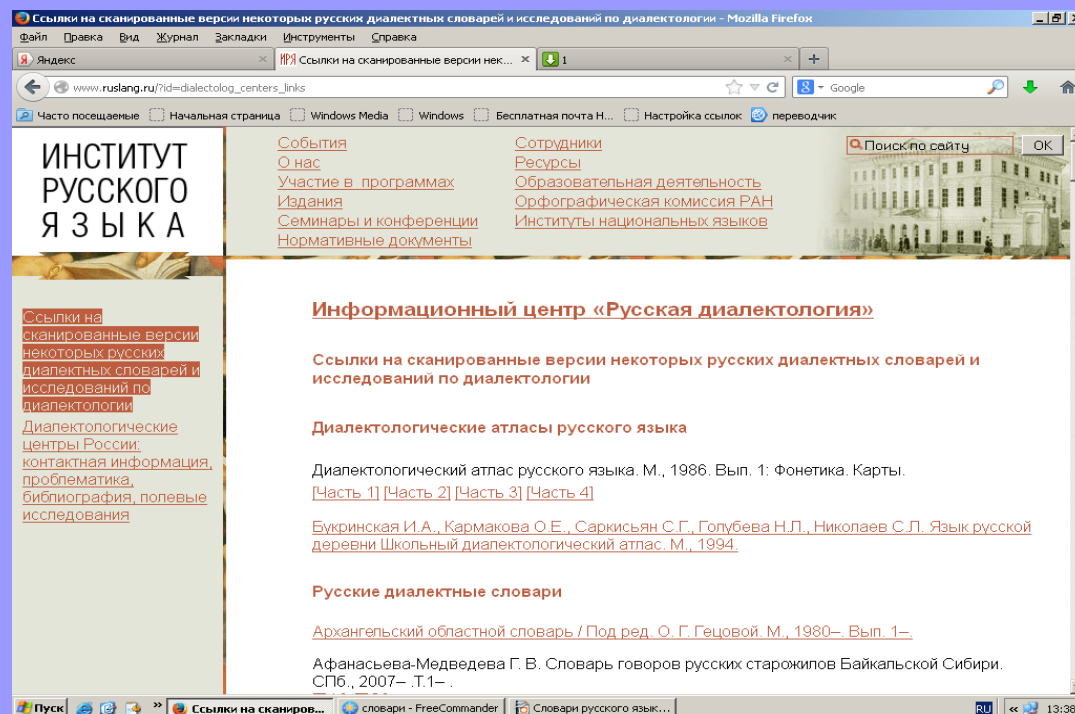 Ссылки на сканированные версии некоторых русских диалектных словарей и исследований по диалектологии - Mozilla Firefox
Файл Правка Вид Журнал Закладки Инструменты Справка
Яндекс
ИРЯ Ссылки на сканированные версии нек...
1
www.ruslang.ru/?id=dialectolog_centers_links
Google
Часто посещаемые Начальная страница Windows Media Windows Бесплатная почта H... Настройка ссылок переводчик
ИНСТИТУТ
РУССКОГО
ЯЗЫКА
События
О нас
Участие в программах
Издания
Семинары и конференции
Нормативные документы
Сотрудники
Ресурсы
Образовательная деятельность
Орфографическая комиссия РАН
Институты национальных языков
Поиск по сайту
OK
Ссылки на
сканированные версии
некоторых русских
диалектных словарей и
исследований по
диалектологии
Диалектологические
центры России:
контактная информация,
проблематика,
библиография, полевые
исследования
Информационный центр «Русская диалектология»
Ссылки на сканированные версии некоторых русских диалектных словарей и
исследований по диалектологии
Диалектологические атласы русского языка
Диалектологический атлас русского языка. М., 1986. Вып. 1: Фонетика. Карты.
[Часть 1] [Часть 2] [Часть 3] [Часть 4]
Букринская И.А., Кармакова О.Е., Саркисьян С.Г., Голубева Н.Л., Николаев С.Л. Язык русской
деревни Школьный диалектологический атлас. М., 1994.
Русские диалектные словари
Архангельский областной словарь / Под ред. О. Г. Гецовой. М., 1980–. Вып. 1–.
Афанасьева-Медведева Г. В. Словарь говоров русских старожилов Байкальской Сибири.
СПб., 2007– .Т.1– .
Пуск
Ссылки на сканиров...
словари - FreeCommander
Словари русского язык...
RU
13:38